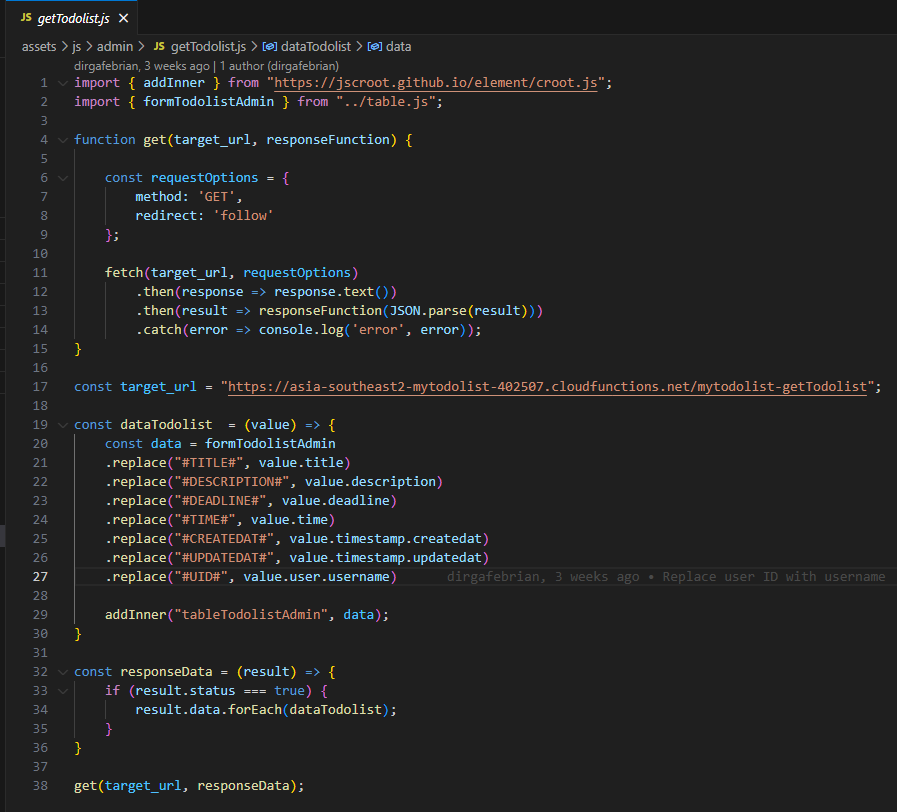 JS getTodolist.js ×
assets > js > admin > JS getTodolist.js > dataTodolist > data
dirgafebrian, 3 weeks ago | 1 author (dirgafebrian)
1 import { addInner } from "https://jscroot.github.io/element/croot.js";
2 import { formTodolistAdmin } from "../table.js";
3
4 function get(target_url, responseFunction) {
5
6     const requestOptions = {
7         method: 'GET',
8         redirect: 'follow'
9     };
10
11     fetch(target_url, requestOptions)
12         .then(response => response.text())
13         .then(result => responseFunction(JSON.parse(result)))
14         .catch(error => console.log('error', error));
15 }
16
17 const target_url = "https://asia-southeast2-mytodolist-402507.cloudfunctions.net/mytodolist-getTodolist";
18
19 const dataTodolist  = (value) => {
20     const data = formTodolistAdmin
21     .replace("#TITLE#", value.title)
22     .replace("#DESCRIPTION#", value.description)
23     .replace("#DEADLINE#", value.deadline)
24     .replace("#TIME#", value.time)
25     .replace("#CREATEDAT#", value.timestamp.createdat)
26     .replace("#UPDATEDAT#", value.timestamp.updatedat)
27     .replace("#UID#", value.user.username)     dirgafebrian, 3 weeks ago • Replace user ID with username
28
29     addInner("tableTodolistAdmin", data);
30 }
31
32 const responseData = (result) => {
33     if (result.status === true) {
34         result.data.forEach(dataTodolist);
35     }
36 }
37
38 get(target_url, responseData);